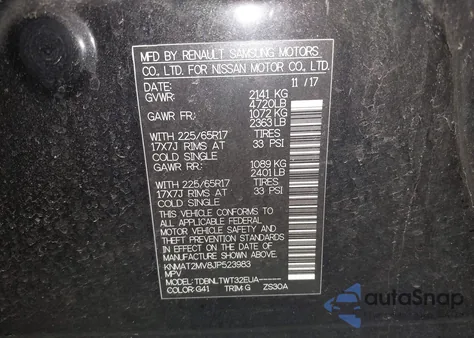 MFD BY RENAULT SAMSUNG MOTORS
CO. LTD. FOR NISSAN MOTOR CO., LTD.
DATE: 11 / 17
GVWR: 2141 KG
4720LB
GAWR FR: 1072 KG
2363 LB
WITH 225/65R17 TIRES
17X7J RIMS AT 33 PSI
COLD SINGLE
GAWR RR: 1089 KG
2401 LB
WITH 225/65R17 TIRES
17X7J RIMS AT 33 PSI
COLD SINGLE
THIS VEHICLE CONFORMS TO
ALL APPLICABLE FEDERAL
MOTOR VEHICLE SAFETY AND
THEFT PREVENTION STANDARDS
IN EFFECT ON THE DATE OF
MANUFACTURE SHOWN ABOVE.
KNMAT2MV8JP523983
MPV
MODEL: TDBNLTWT32EUA-----
COLOR: G41 TRIM: G ZS30A
autoSnap